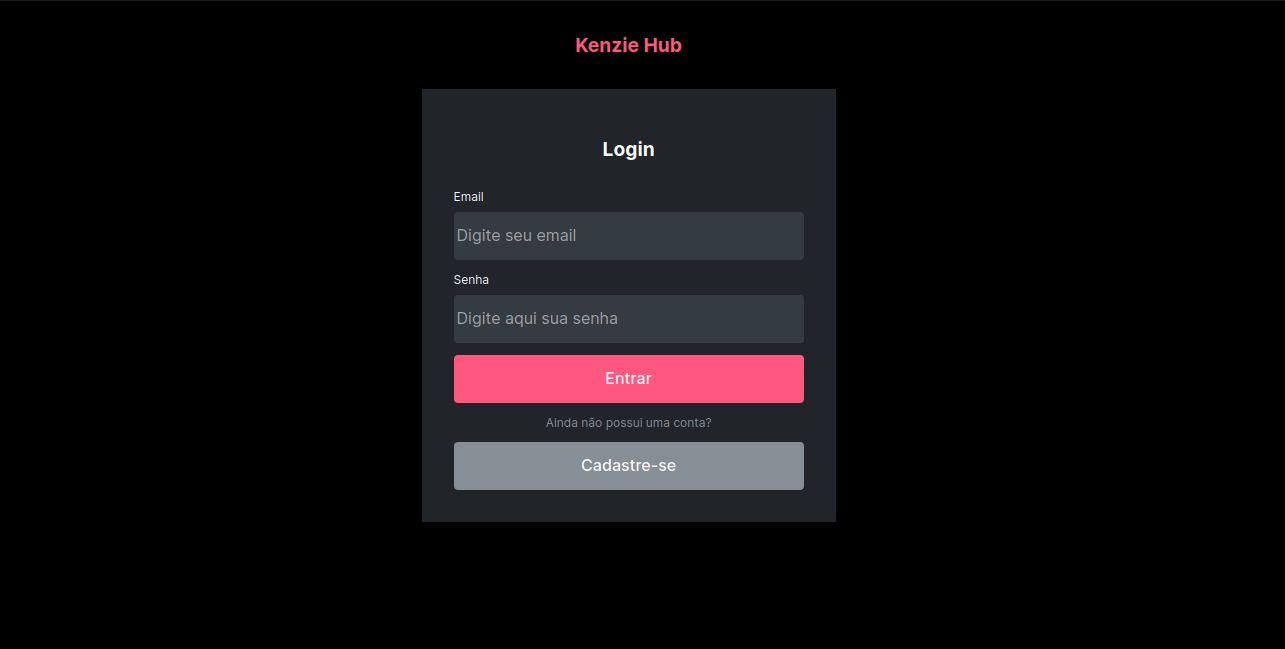 Kenzie Hub
Login
Email
Digite seu email
Senha
Digite aqui sua senha
Entrar
Ainda não possui uma conta?
Cadastre-se